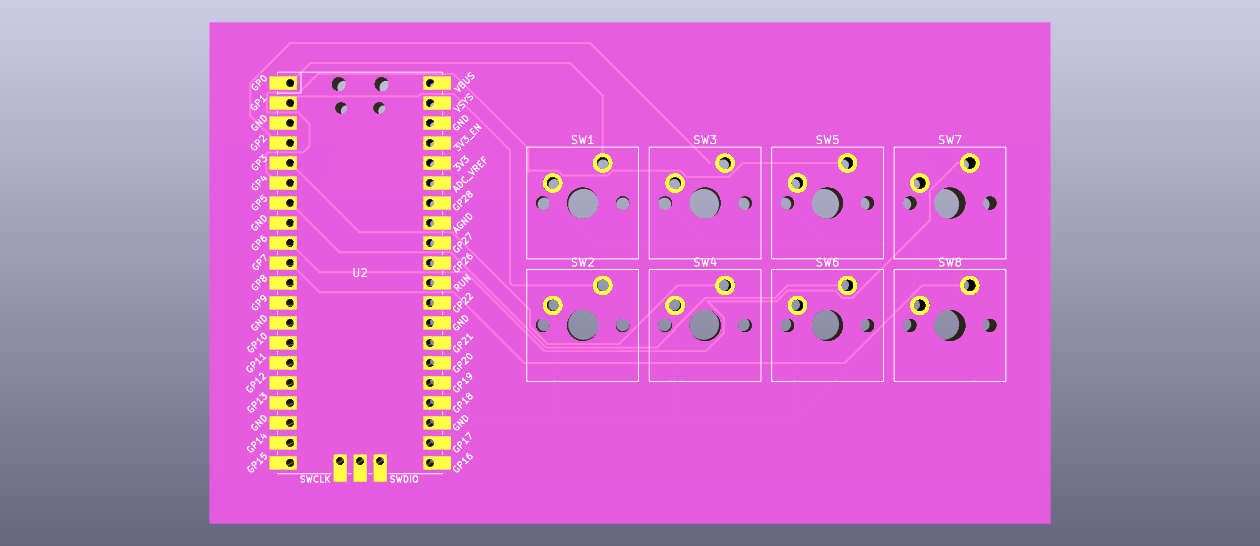 GP0
GP1
GND
GP2
GP3
GP4
GP5
GND
GP6
GP7
GP8
GP9
GND
GP10
GP11
GP12
GP13
GND
GP14
GP15
U2
SWCLK
SWDIO
VBUS
VSYS
GND
3V3_EN
3V3
ADC_VREF
GP28
AGND
GP27
GP26
RUN
GP22
GND
GP21
GP20
GP19
GP18
GND
GP17
GP16
SW1 SW3 SW5 SW7
SW2 SW4 SW6 SW8